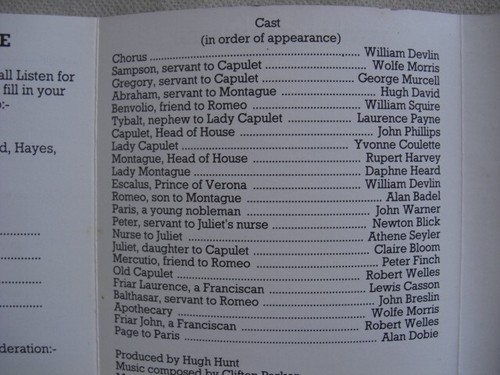 E
all Listen for
fill in your
o:-
d, Hayes,
deration:-
Cast
(in order of appearance)
Chorus ........ William Devlin
Sampson, servant to Capulet ........ Wolfe Morris
Gregory, servant to Capulet ........ George Murcell
Abraham, servant to Montague ........ Hugh David
Benvolio, friend to Romeo ........ William Squire
Tybalt, nephew to Lady Capulet ........ Laurence Payne
Capulet, Head of House ........ John Phillips
Lady Capulet ........ Yvonne Coulette
Montague, Head of House ........ Rupert Harvey
Lady Montague ........ Daphne Heard
Escalus, Prince of Verona ........ William Devlin
Romeo, son to Montague ........ Alan Badel
Paris, a young nobleman ........ John Warner
Peter, servant to Juliet's nurse ........ Newton Blick
Nurse to Juliet ........ Athene Seyler
Juliet, daughter to Capulet ........ Claire Bloom
Mercutio, friend to Romeo ........ Peter Finch
Old Capulet ........ Robert Welles
Friar Laurence, a Franciscan ........ Lewis Casson
Balthasar, servant to Romeo ........ John Breslin
Apothecary ........ Wolfe Morris
Friar John, a Franciscan ........ Robert Welles
Page to Paris ........ Alan Dobie
Produced by Hugh Hunt
Music composed by Clifton